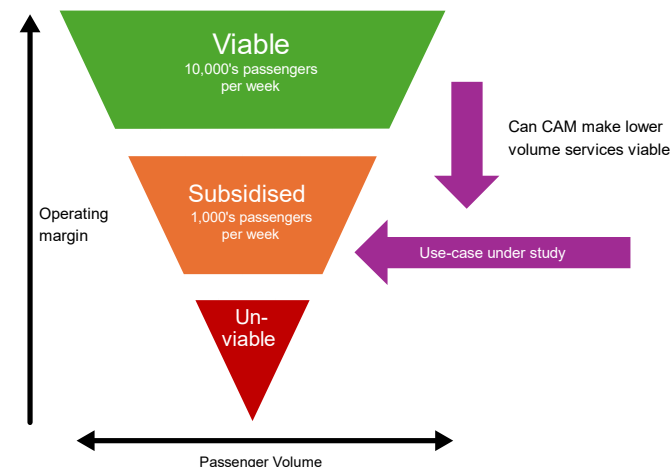 Viable
10,000's passengers
per week
Can CAM make lower
volume services viable
Subsidised
1,000's passengers
per week
Operating
margin
Use-case under study
Un-
viable
Passenger Volume